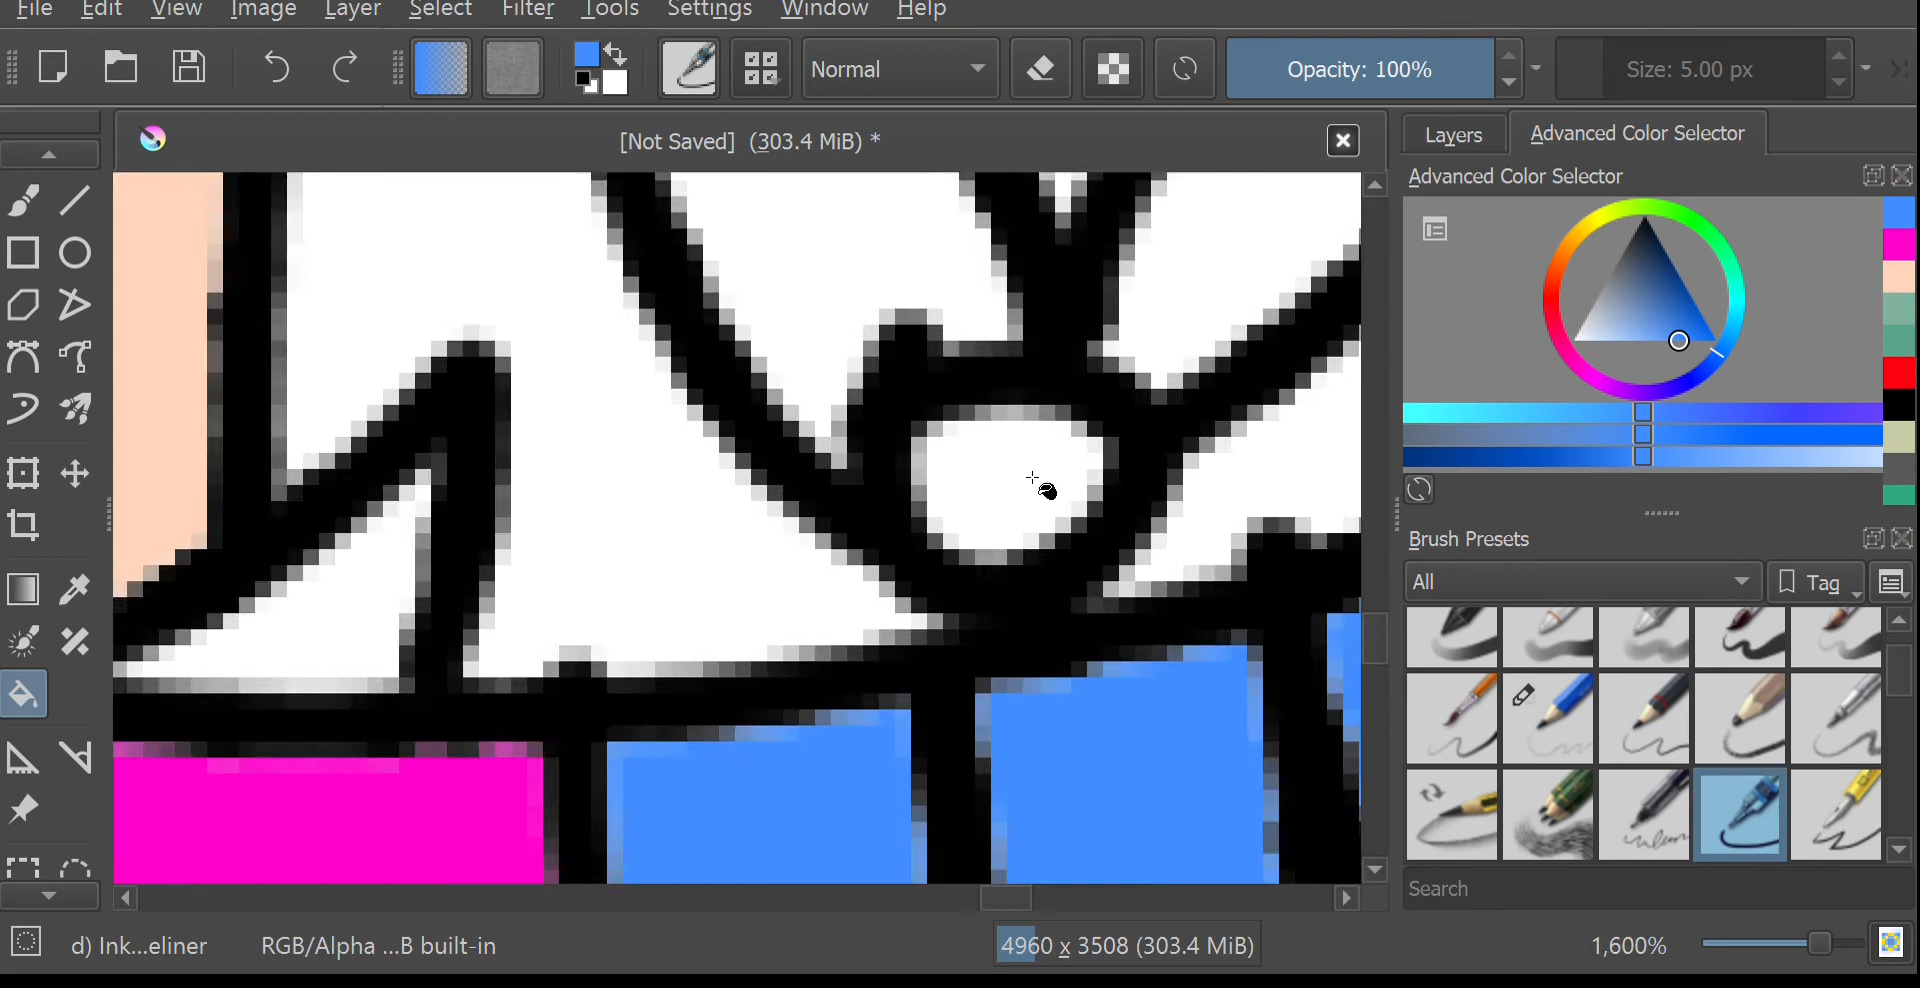 File Edit View Image Layer Select Filter Tools Settings Window Help
Normal Opacity: 100% Size: 5.00 px
[Not Saved] (303.4 MiB) *
Layers Advanced Color Selector
Advanced Color Selector
Brush Presets
All Tag
Search
d) Ink...eliner RGB/Alpha ...B built-in 4960 x 3508 (303.4 MiB) 1,600%